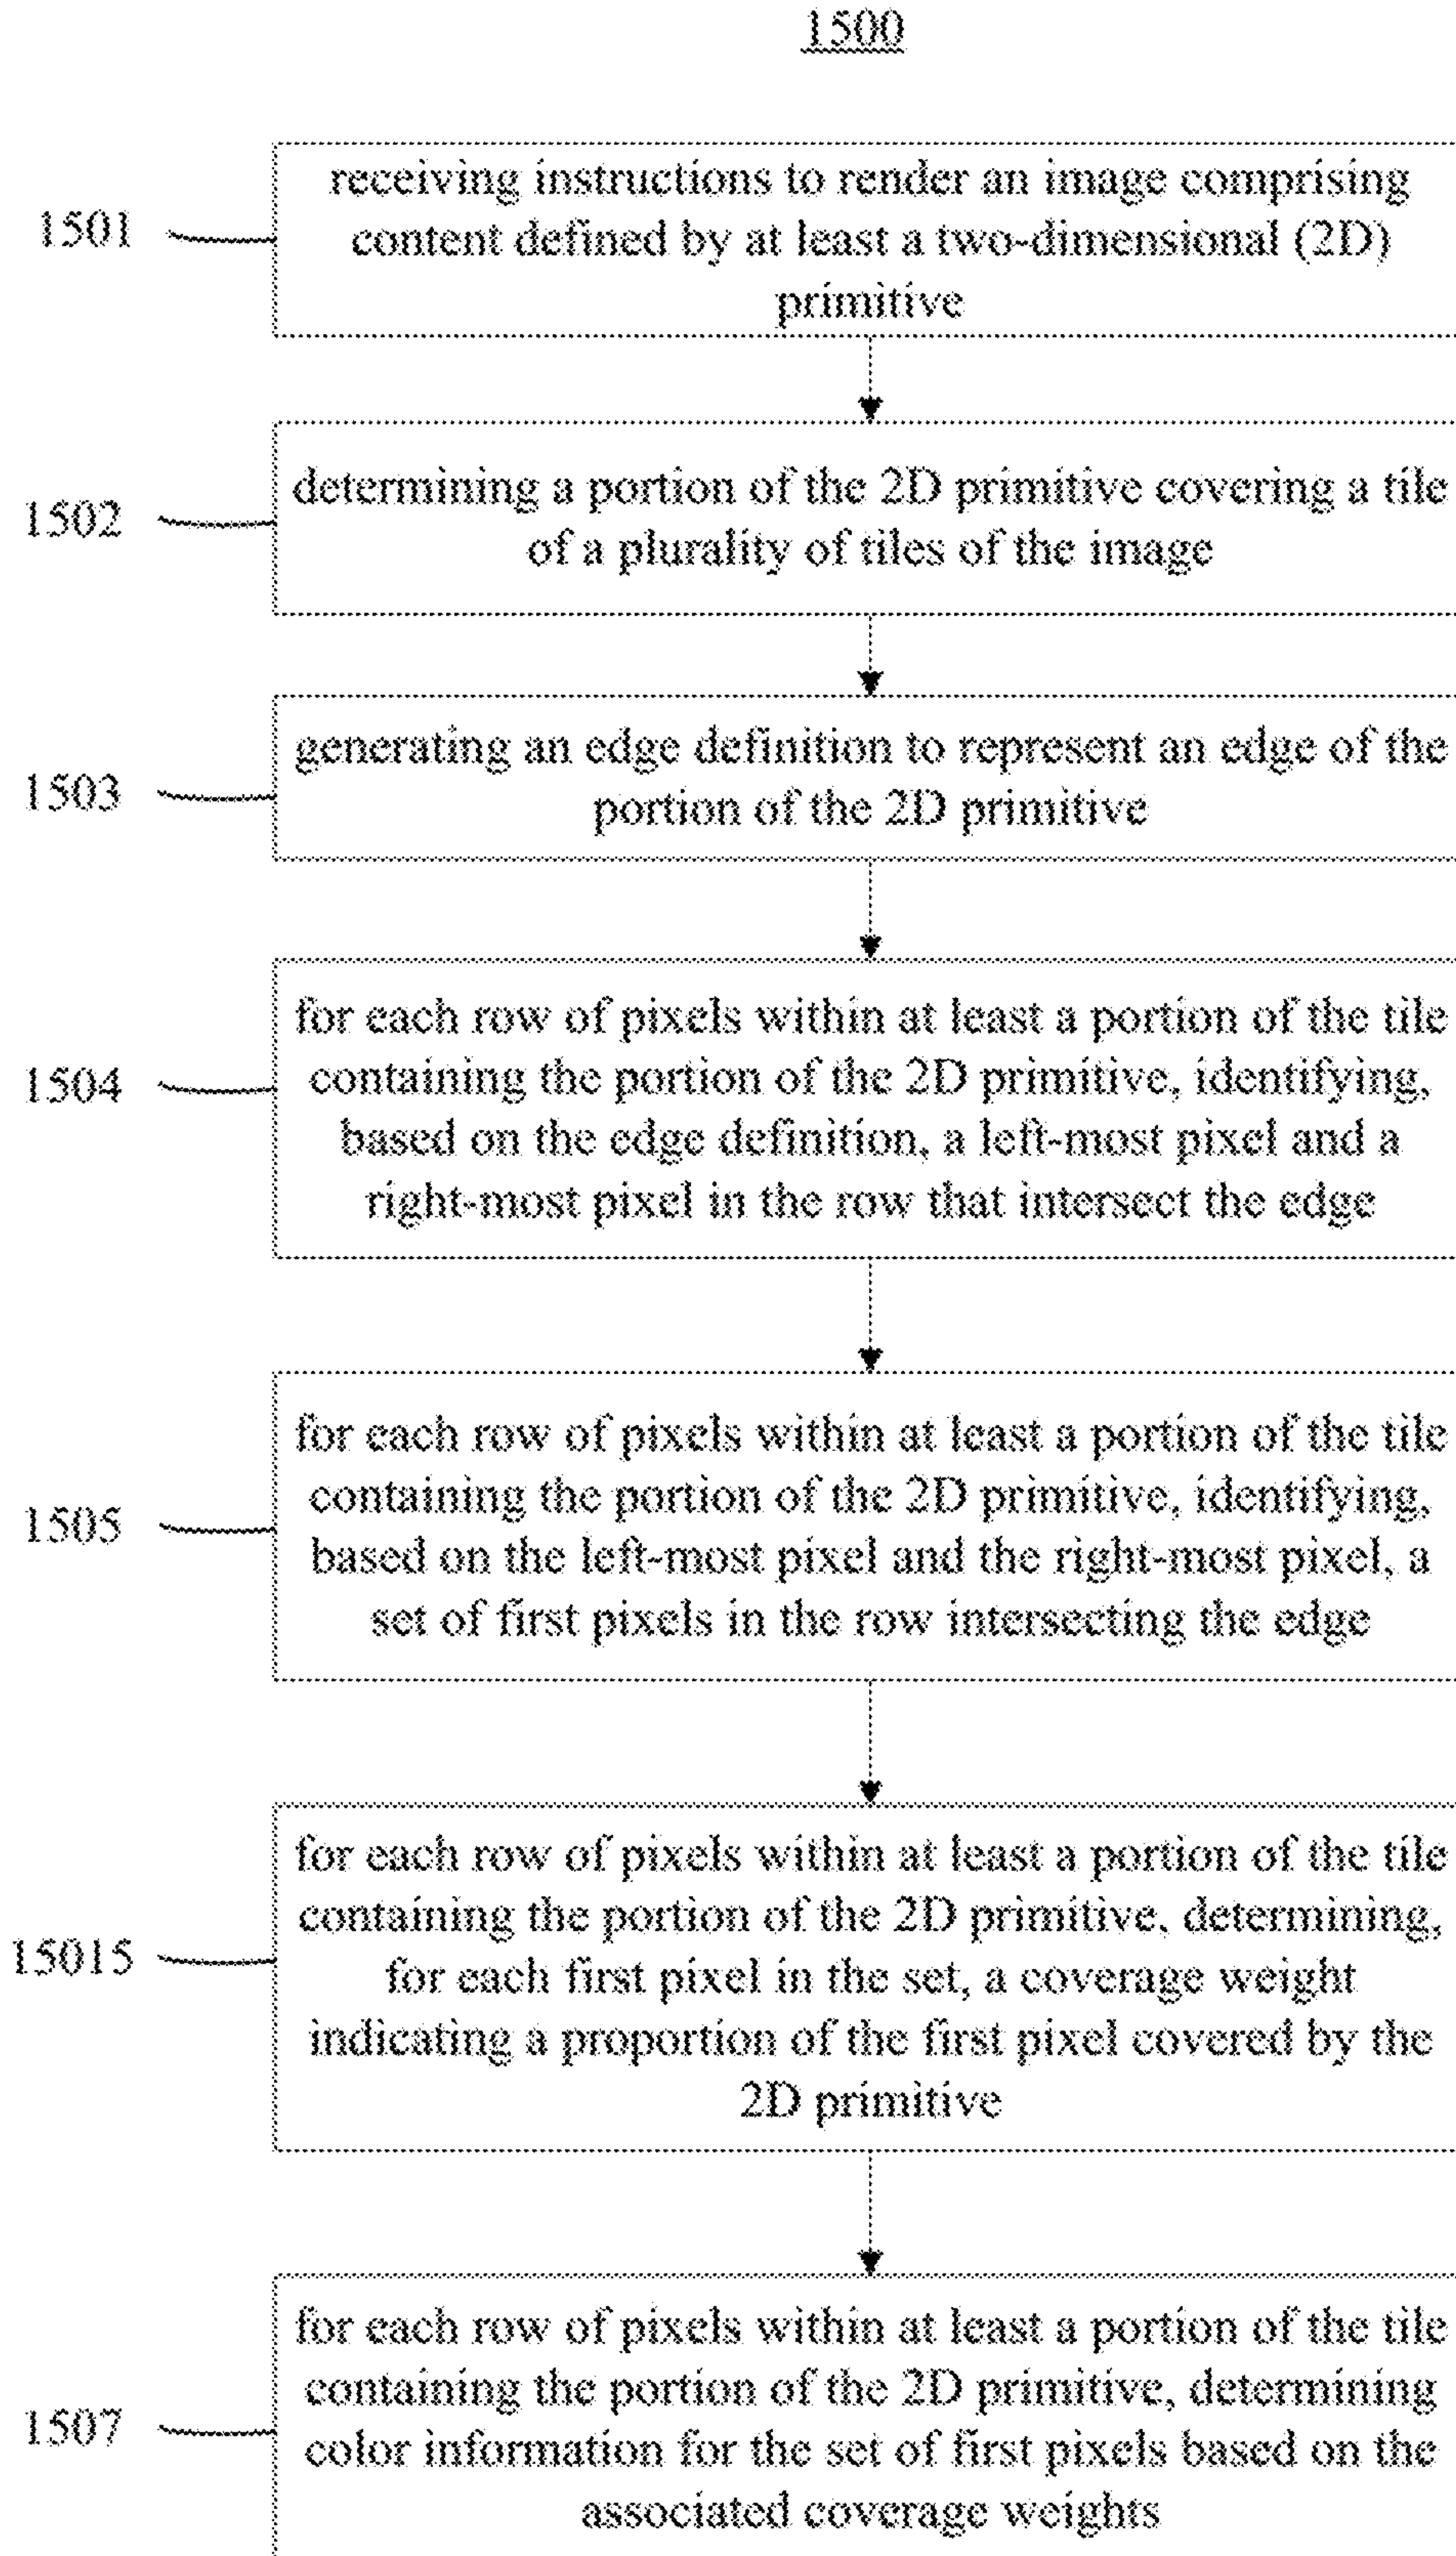 1500
1501
receiving instructions to render an image comprising
content defined by at least a two-dimensional (2D)
primitive
1502
determining a portion of the 2D primitive covering a tile
of a plurality of tiles of the image
1503
generating an edge definition to represent an edge of the
portion of the 2D primitive
1504
for each row of pixels within at least a portion of the tile
containing the portion of the 2D primitive, identifying,
based on the edge definition, a left-most pixel and a
right-most pixel in the row that intersect the edge
1505
for each row of pixels within at least a portion of the tile
containing the portion of the 2D primitive, identifying,
based on the left-most pixel and the right-most pixel, a
set of first pixels in the row intersecting the edge
15015
for each row of pixels within at least a portion of the tile
containing the portion of the 2D primitive, determining,
for each first pixel in the set, a coverage weight
indicating a proportion of the first pixel covered by the
2D primitive
1507
for each row of pixels within at least a portion of the tile
containing the portion of the 2D primitive, determining
color information for the set of first pixels based on the
associated coverage weights